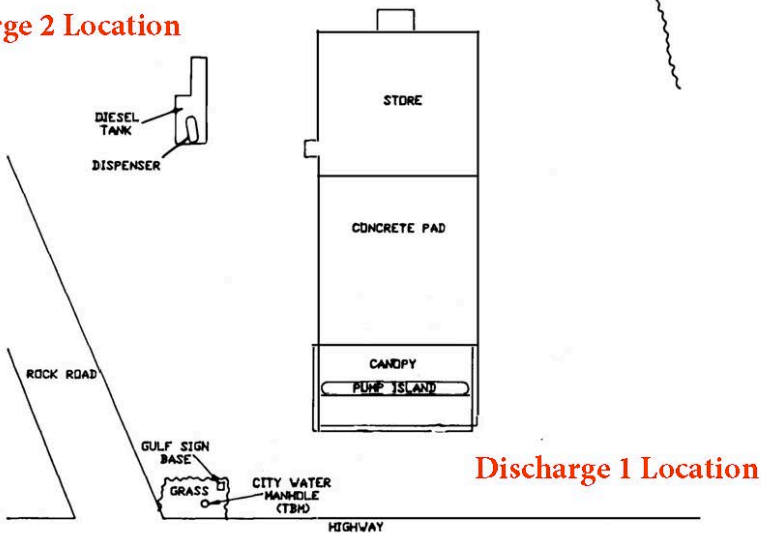 rge 2 Location
STORE
DIESEL
TANK
DISPENSER
CONCRETE PAD
CANOPY
PUMP ISLAND
ROCK ROAD
GULF SIGN
BASE
GRASS
CITY WATER
MANHOLE
(TBM)
Discharge 1 Location
HIGHWAY